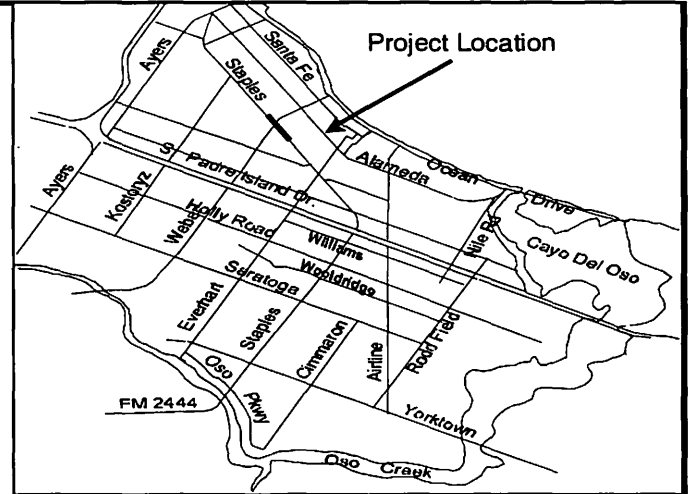 Project Location
Ayers
Santa Fe
Staples
Alameda
Ocean
Drive
S. Padre Island Dr.
Ayers
Kostoryz
Weber
Holly Road
Williams
Nile Rd
Cayo Del Oso
Wooldridge
Saratoga
Everhart
Staples
Cimmaron
Airline
Rodd Field
Oso
Pkwy
FM 2444
Yorktown
Oso Creek